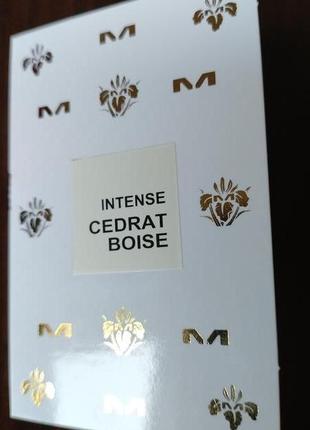 INTENSE
CEDRAT
BOISE